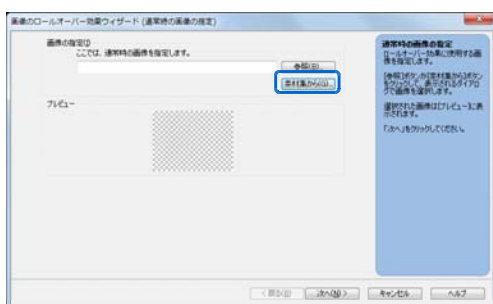 画像のロールオーバー効果ウィザード (通常時の画像の指定)
画像の指定(I)
ここでは、通常時の画像を指定します。
参照(B)...
素材集から(G)...
プレビュー
通常時の画像の指定
ロールオーバー効果に使用する画像を指定します。
[参照]ボタンか[素材集から]ボタンをクリックして、表示されるダイアログで画像を選択します。
選択された画像は[プレビュー]に表示されます。
「次へ」をクリックしてください。
< 戻る(B)
次へ(N) >
キャンセル
ヘルプ